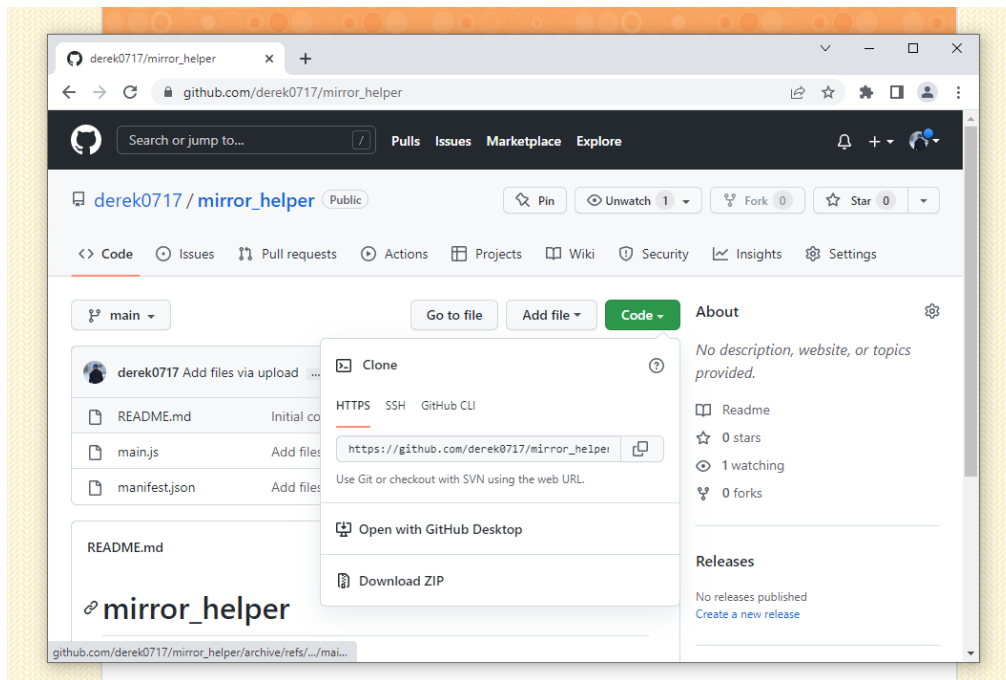 derek0717/mirror_helper
github.com/derek0717/mirror_helper
Search or jump to... /
Pulls Issues Marketplace Explore
derek0717 / mirror_helper Public
Pin Unwatch 1 Fork 0 Star 0
Code Issues Pull requests Actions Projects Wiki Security Insights Settings
main Go to file Add file Code
derek0717 Add files via upload ...
README.md Initial co
main.js Add files
manifest.json Add files
Clone
HTTPS SSH GitHub CLI
https://github.com/derek0717/mirror_helper
Use Git or checkout with SVN using the web URL.
Open with GitHub Desktop
Download ZIP
README.md
mirror_helper
About
No description, website, or topics
provided.
Readme
0 stars
1 watching
0 forks
Releases
No releases published
Create a new release
github.com/derek0717/mirror_helper/archive/refs/.../mai...